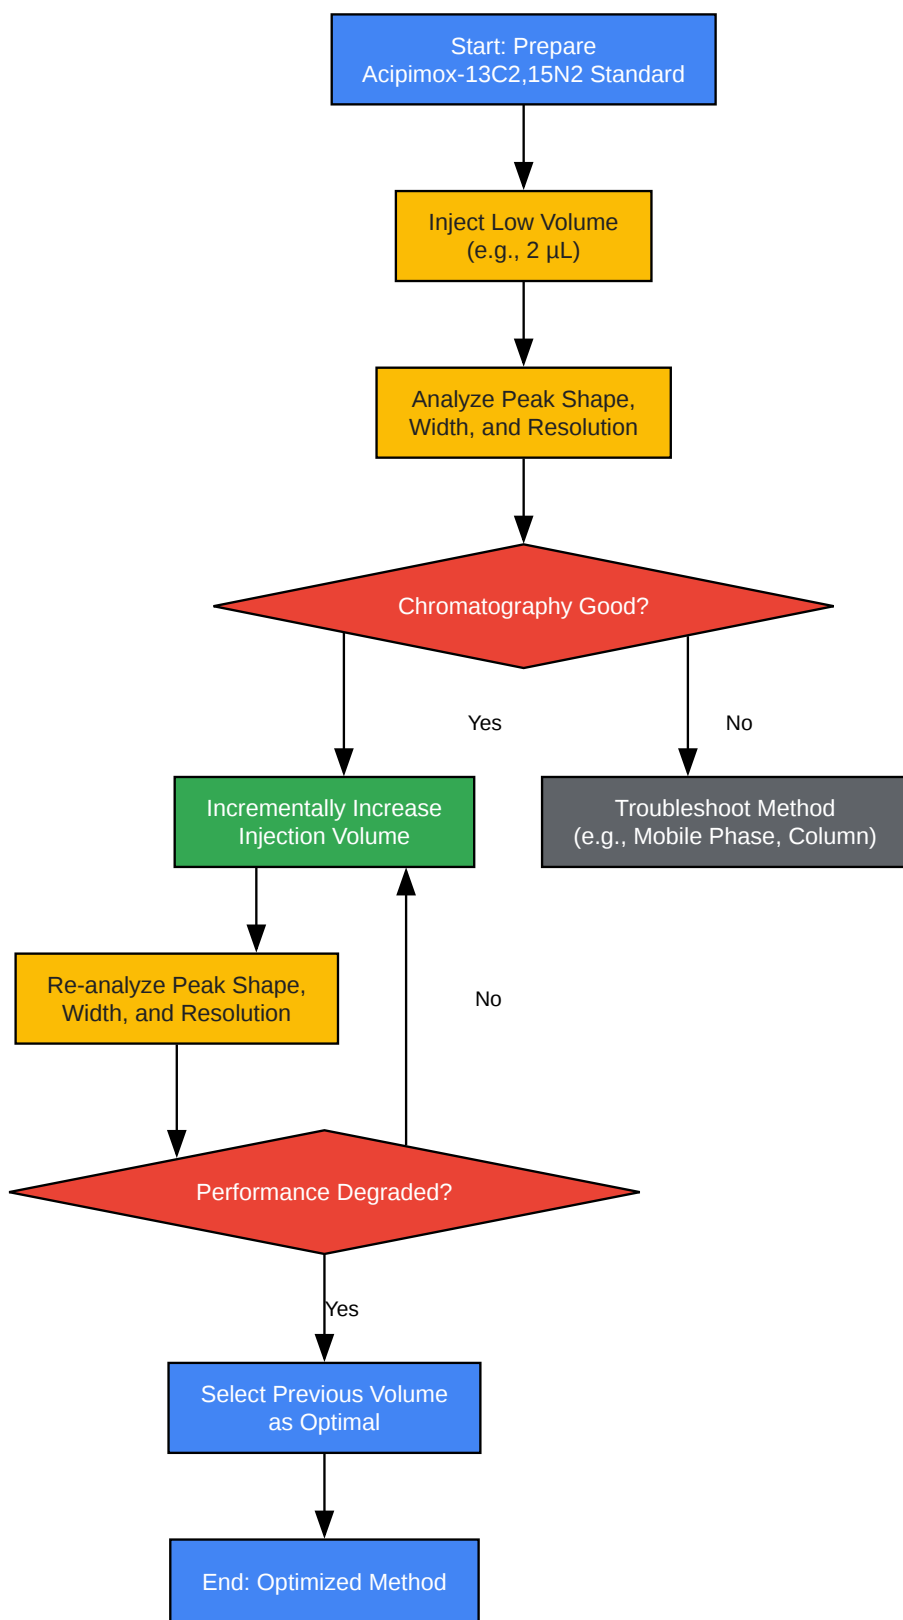 Start: Prepare
Acipimox-13C2,15N2 Standard
Inject Low Volume
(e.g., 2 µL)
Analyze Peak Shape,
Width, and Resolution
Chromatography Good?
Yes
No
Incrementally Increase
Injection Volume
Troubleshoot Method
(e.g., Mobile Phase, Column)
Re-analyze Peak Shape,
Width, and Resolution
No
Performance Degraded?
Yes
Select Previous Volume
as Optimal
End: Optimized Method